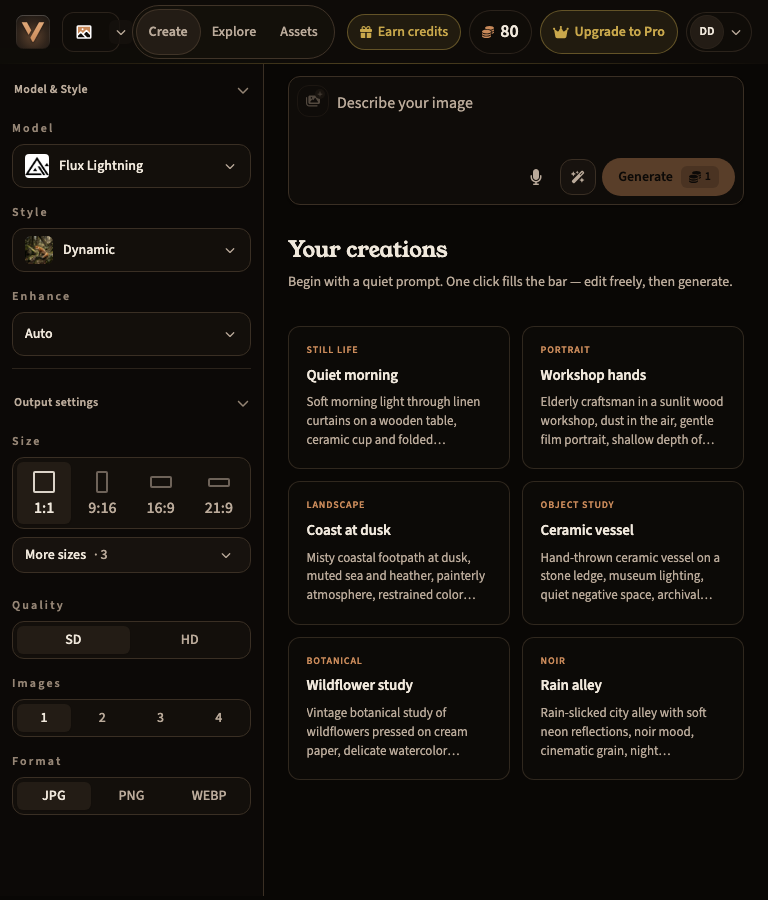 Create
Explore
Assets
Earn credits
80
Upgrade to Pro
DD
Model & Style
Model
Flux Lightning
Style
Dynamic
Enhance
Auto
Output settings
Size
1:1
9:16
16:9
21:9
More sizes · 3
Quality
SD
HD
Images
1
2
3
4
Format
JPG
PNG
WEBP
Describe your image
Generate
1
Your creations
Begin with a quiet prompt. One click fills the bar — edit freely, then generate.
STILL LIFE
Quiet morning
Soft morning light through linen
curtains on a wooden table,
ceramic cup and folded…
PORTRAIT
Workshop hands
Elderly craftsman in a sunlit wood
workshop, dust in the air, gentle
film portrait, shallow depth of…
LANDSCAPE
Coast at dusk
Misty coastal footpath at dusk,
muted sea and heather, painterly
atmosphere, restrained color…
OBJECT STUDY
Ceramic vessel
Hand-thrown ceramic vessel on a
stone ledge, museum lighting,
quiet negative space, archival…
BOTANICAL
Wildflower study
Vintage botanical study of
wildflowers pressed on cream
paper, delicate watercolor…
NOIR
Rain alley
Rain-slicked city alley with soft
neon reflections, noir mood,
cinematic grain, night…